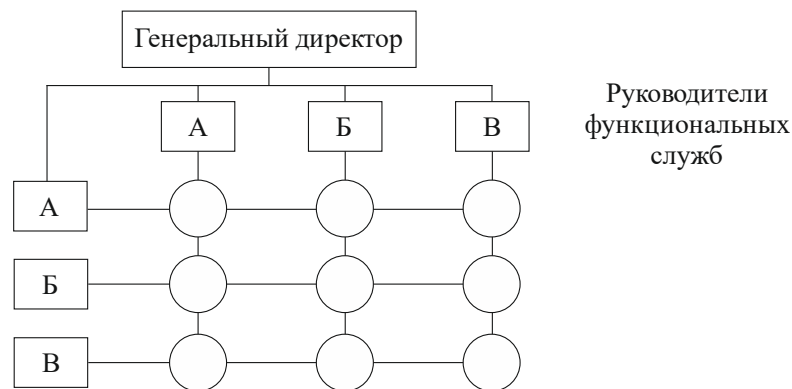 Генеральный директор
А
Б
В
Руководители
функциональных
служб
А
Б
В